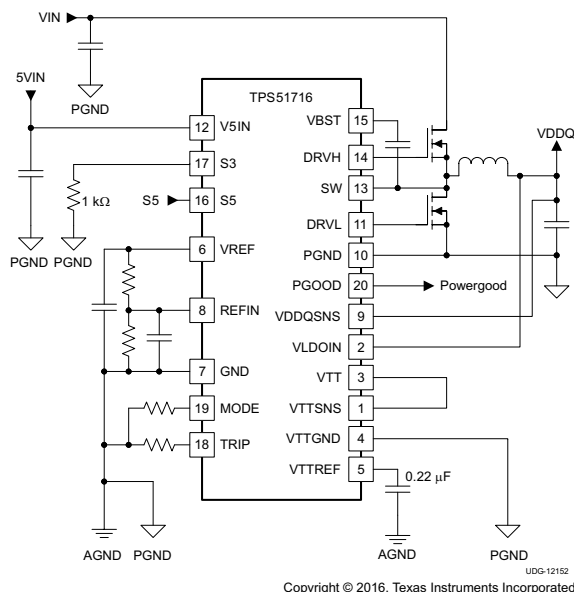 VIN
5VIN
PGND
TPS51716
12 V5IN
17 S3
1 kΩ
S5
16 S5
PGND PGND
6 VREF
8 REFIN
7 GND
19 MODE
18 TRIP
AGND PGND
VBST 15
DRVH 14
SW 13
DRVL 11
PGND 10
PGOOD 20
Powergood
VDDQSNS 9
VLDOIN 2
VTT 3
VTTSNS 1
VTTGND 4
VTTREF 5
0.22 μF
VDDQ
AGND
PGND
UDG-12152
Copyright © 2016, Texas Instruments Incorporated